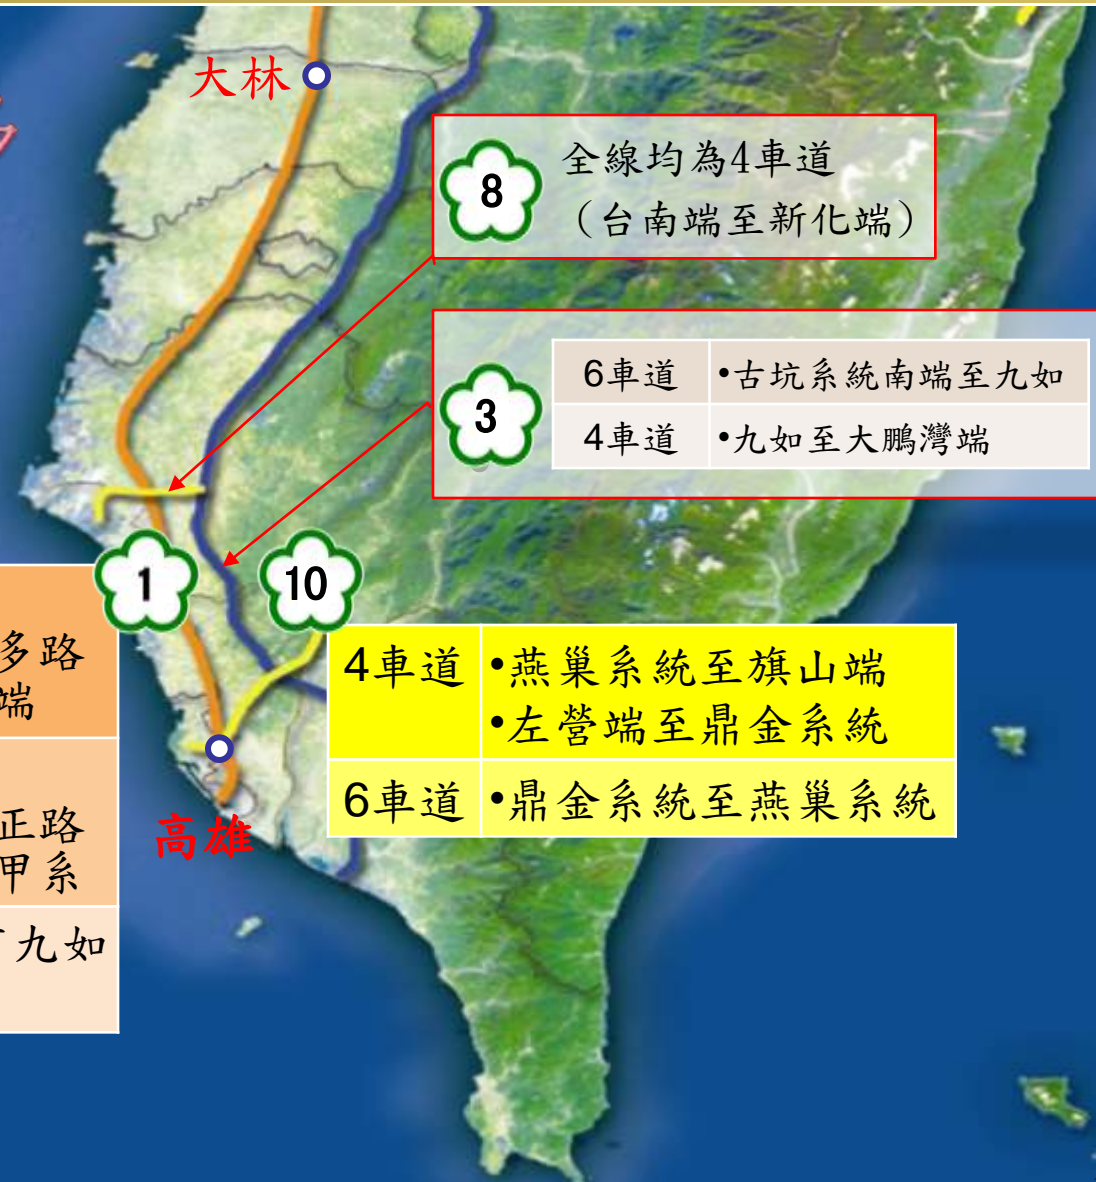 大林
8
全線均為4車道
（台南端至新化端）
3
6車道 •古坑系統南端至九如
4車道 •九如至大鵬灣端
1
10
多路
端
正路
甲系
九如
4車道 •燕巢系統至旗山端
•左營端至鼎金系統
6車道 •鼎金系統至燕巢系統
高雄